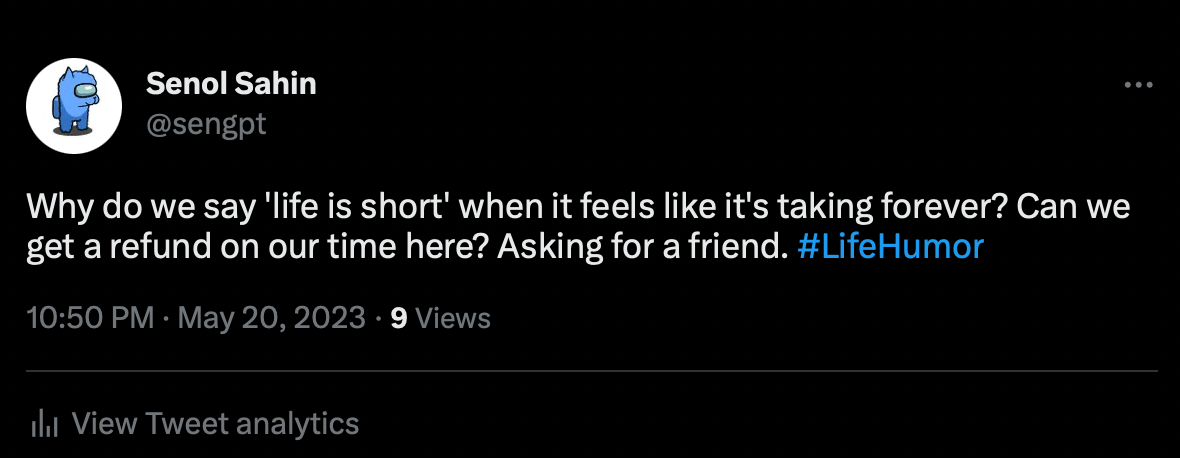 Senol Sahin
@sengpt
Why do we say 'life is short' when it feels like it's taking forever? Can we
get a refund on our time here? Asking for a friend. #LifeHumor
10:50 PM · May 20, 2023 · 9 Views
View Tweet analytics